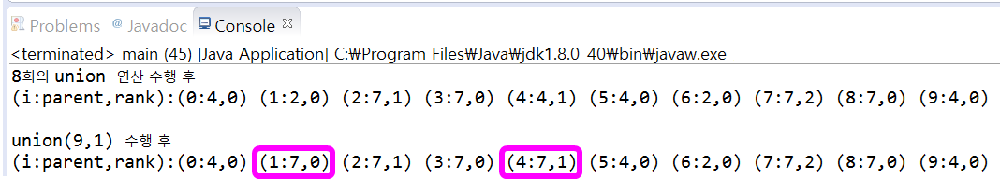 Problems @ Javadoc Console
<terminated> main (45) [Java Application] C:₩Program Files₩Java₩jdk1.8.0_40₩bin₩javaw.exe
8회의 union 연산 수행 후
(i:parent,rank):(0:4,0) (1:2,0) (2:7,1) (3:7,0) (4:4,1) (5:4,0) (6:2,0) (7:7,2) (8:7,0) (9:4,0)
union(9,1) 수행 후
(i:parent,rank):(0:4,0) (1:7,0) (2:7,1) (3:7,0) (4:7,1) (5:4,0) (6:2,0) (7:7,2) (8:7,0) (9:4,0)